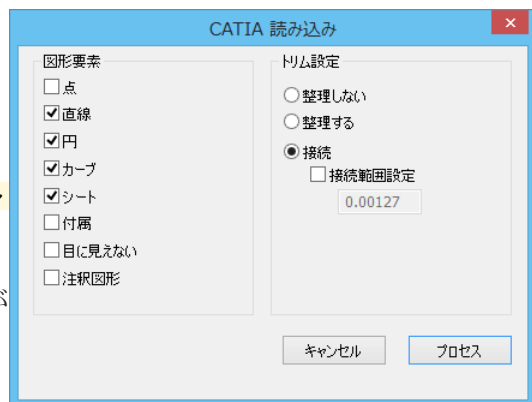 CATIA 読み込み
図形要素
点
直線
円
カーブ
シート
付属
目に見えない
注釈図形
トリム設定
整理しない
整理する
接続
接続範囲設定
0.00127
キャンセル
プロセス